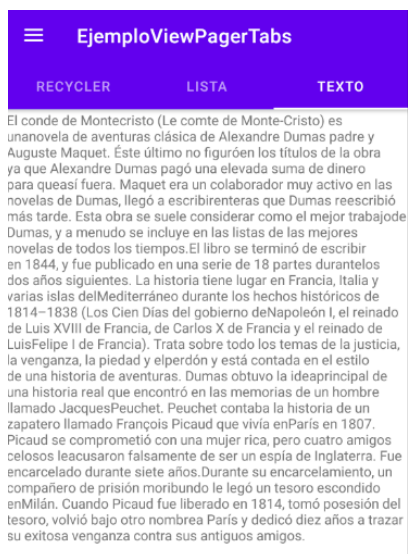 EjemploViewPagerTabs
RECYCLER LISTA TEXTO
El conde de Montecristo (Le comte de Monte-Cristo) es
unanovela de aventuras clásica de Alexandre Dumas padre y
Auguste Maquet. Éste último no figuróen los títulos de la obra
ya que Alexandre Dumas pagó una elevada suma de dinero
para queasí fuera. Maquet era un colaborador muy activo en las
novelas de Dumas, llegó a escribirenteras que Dumas reescribió
más tarde. Esta obra se suele considerar como el mejor trabajode
Dumas, y a menudo se incluye en las listas de las mejores
novelas de todos los tiempos.El libro se terminó de escribir
en 1844, y fue publicado en una serie de 18 partes durantelos
dos años siguientes. La historia tiene lugar en Francia, Italia y
varias islas delMediterráneo durante los hechos históricos de
1814–1838 (Los Cien Días del gobierno deNapoleón I, el reinado
de Luis XVIII de Francia, de Carlos X de Francia y el reinado de
LuisFelipe I de Francia). Trata sobre todo los temas de la justicia,
la venganza, la piedad y elperdón y está contada en el estilo
de una historia de aventuras. Dumas obtuvo la ideaprincipal de
una historia real que encontró en las memorias de un hombre
llamado JacquesPeuchet. Peuchet contaba la historia de un
zapatero llamado François Picaud que vivía enParís en 1807.
Picaud se comprometió con una mujer rica, pero cuatro amigos
celosos leacusaron falsamente de ser un espía de Inglaterra. Fue
encarcelado durante siete años.Durante su encarcelamiento, un
compañero de prisión moribundo le legó un tesoro escondido
enMilán. Cuando Picaud fue liberado en 1814, tomó posesión del
tesoro, volvió bajo otro nombrea París y dedicó diez años a trazar
su exitosa venganza contra sus antiguos amigos.